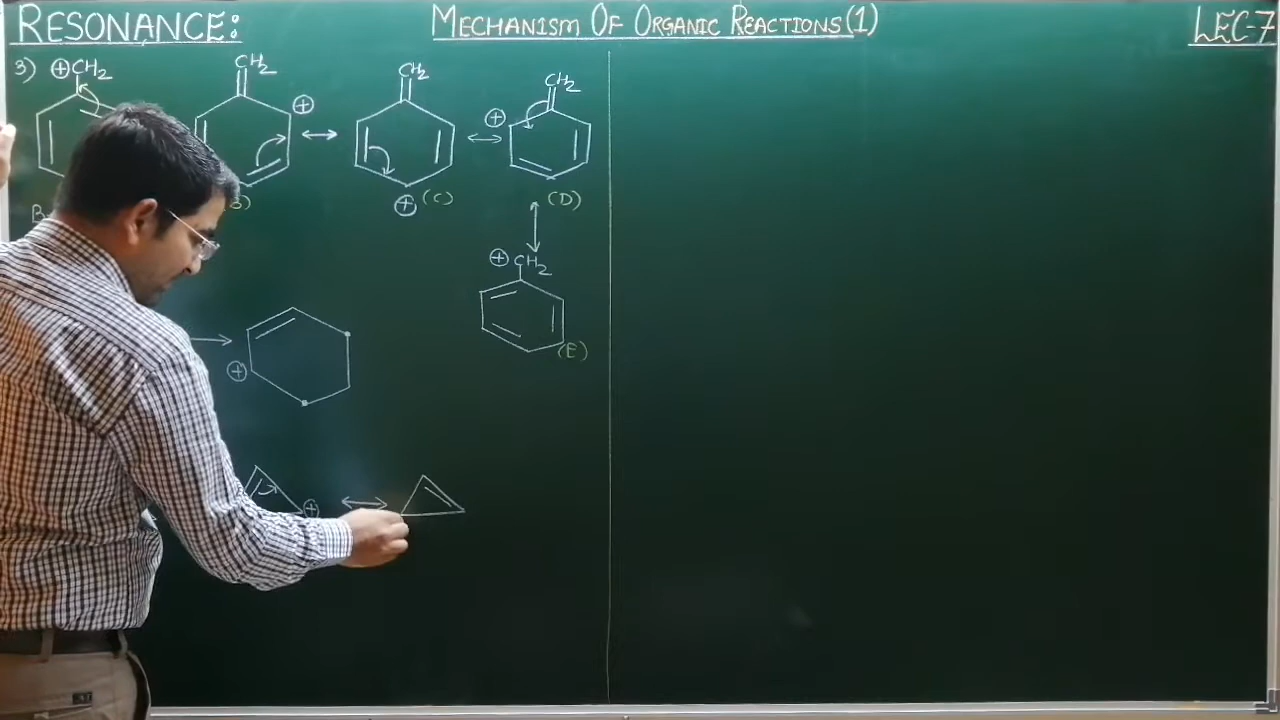 RESONANCE:
MECHANISM OF ORGANIC REACTIONS(1)
LEC-7
3) ⊕CH2
CH2
⊕
CH2
⊕
(C)
CH2
⊕
(D)
⊕ CH2
(E)
⊕
⊕